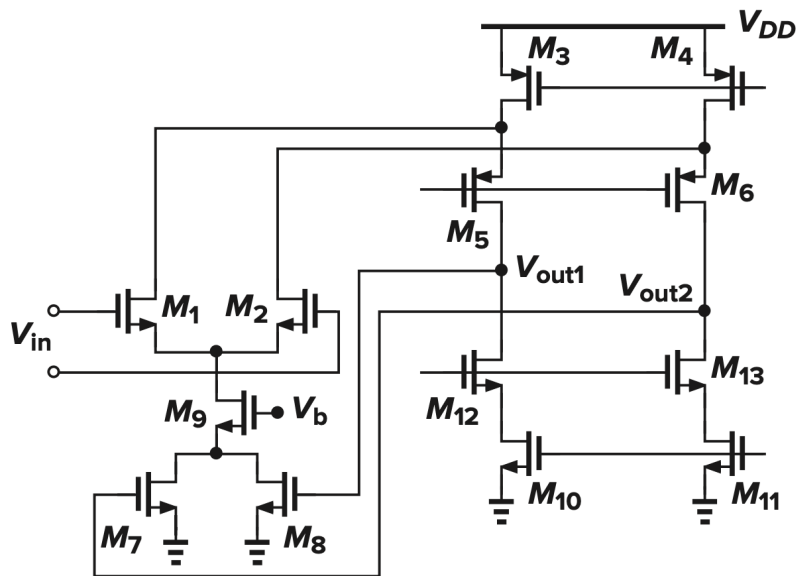 V_DD
M_3
M_4
M_6
M_5
V_out1
V_out2
M_1
M_2
V_in
M_13
M_12
M_9
V_b
M_10
M_11
M_7
M_8